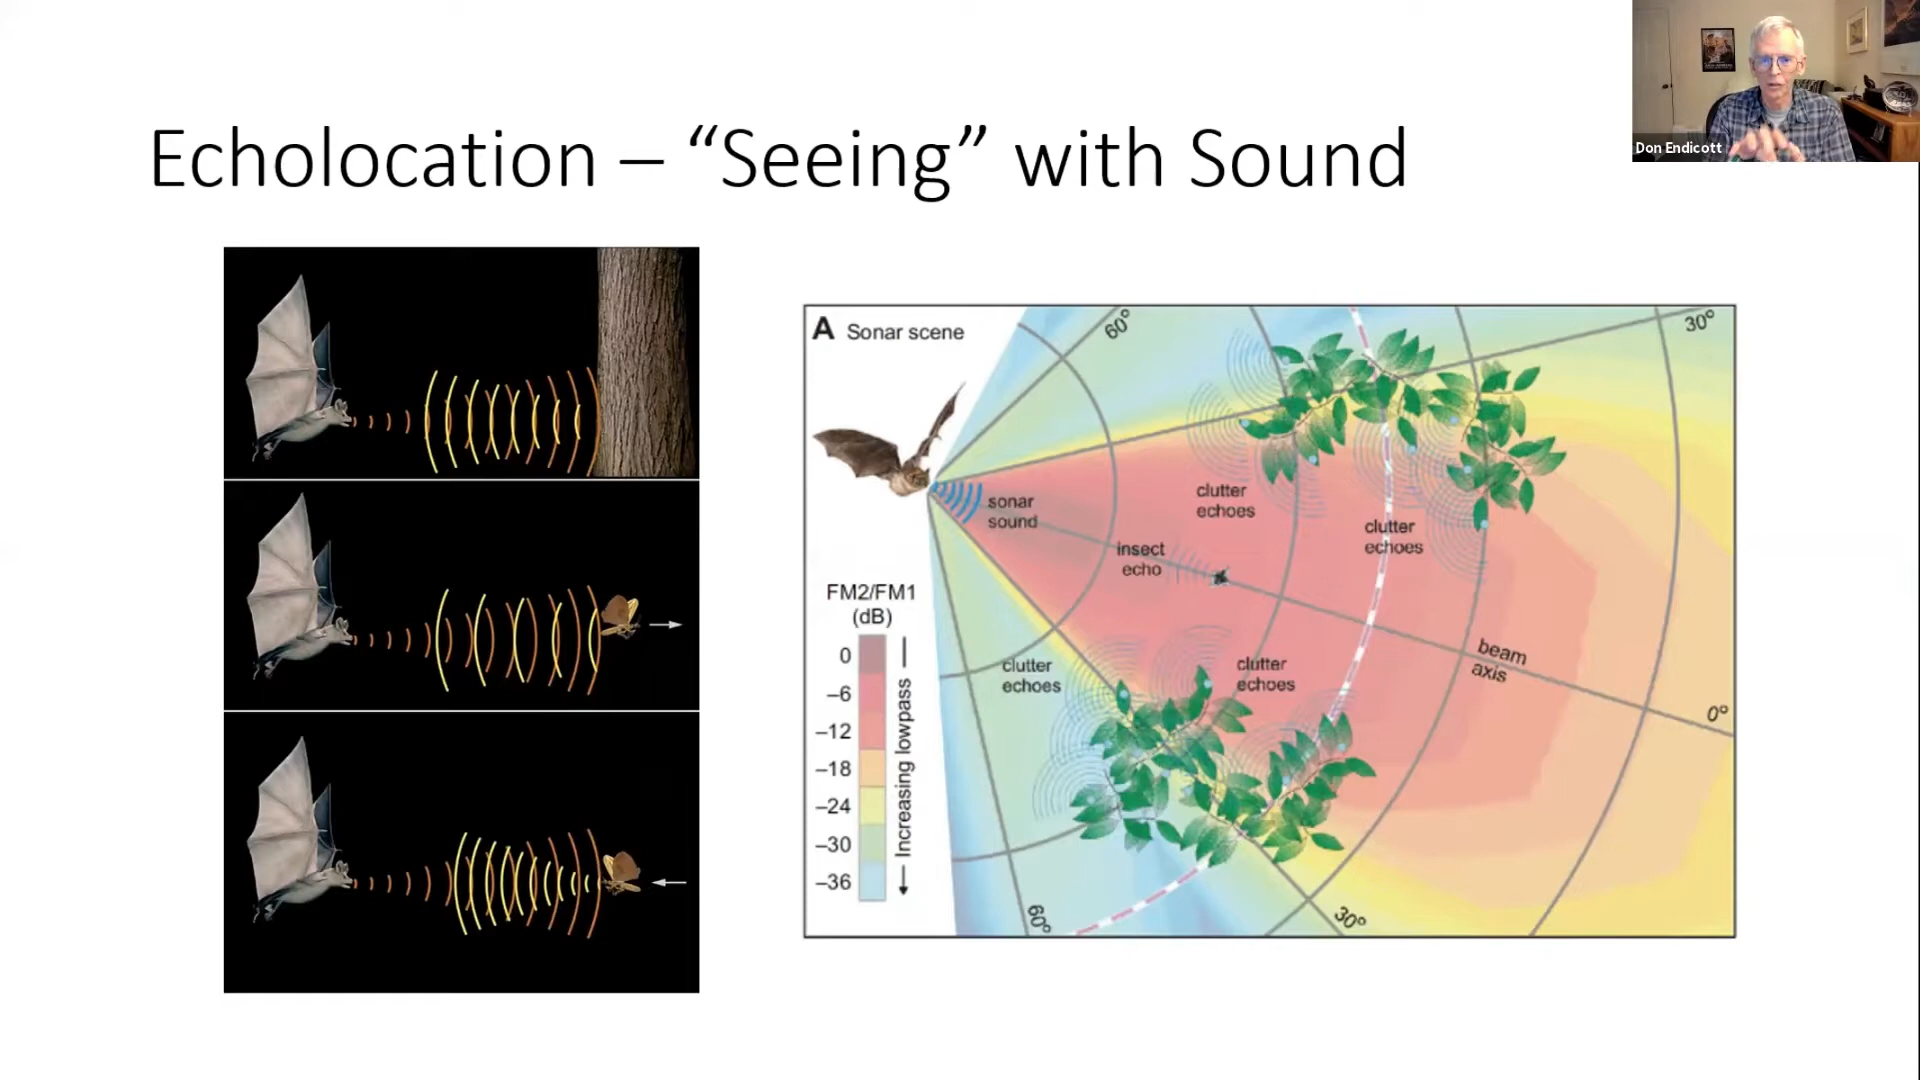 Don Endicott
Echolocation – “Seeing” with Sound
A Sonar scene
60°
30°
sonar
sound
clutter
echoes
clutter
echoes
insect
echo
FM2/FM1
(dB)
0
–6
–12
–18
–24
–30
–36
Increasing lowpass
clutter
echoes
clutter
echoes
beam
axis
0°
60°
30°